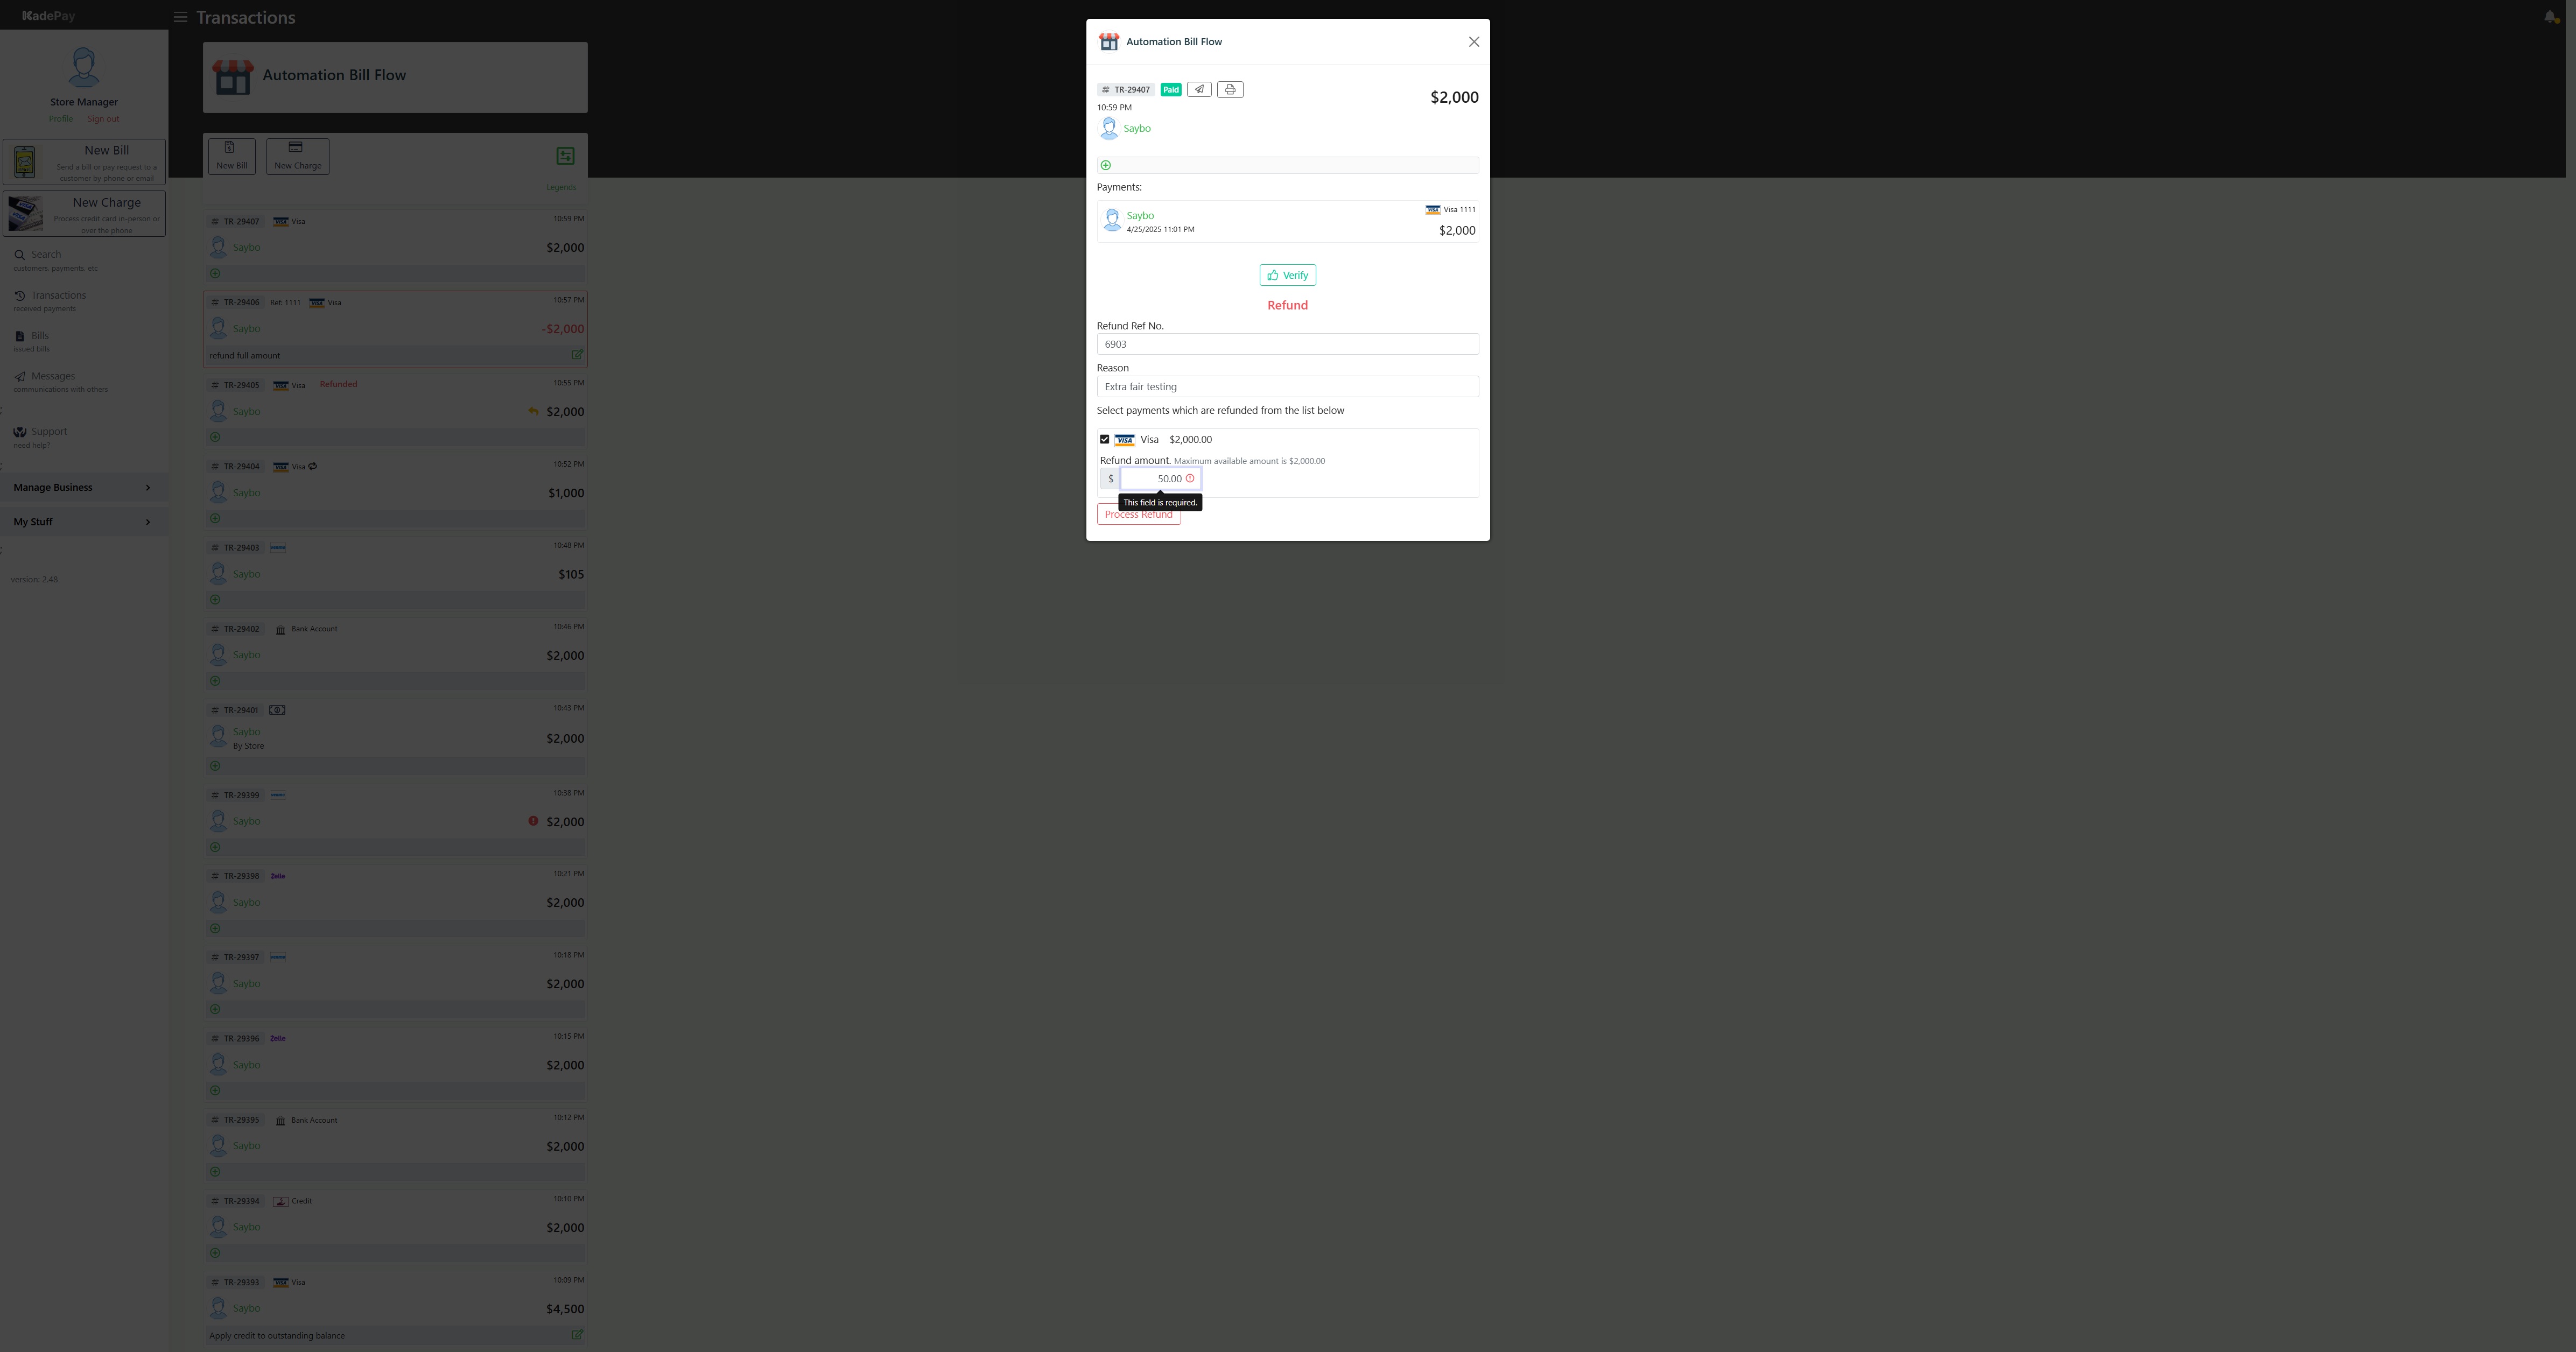 KadePay
Transactions
Store Manager
Profile Sign out
New Bill
Send a bill or pay request to a
customer by phone or email
New Charge
Process credit card in-person or
over the phone
Search
customers, payments, etc
Transactions
received payments
Bills
issued bills
Messages
communications with others
;
Support
need help?
;
Manage Business
My Stuff
;
version: 2.48
Automation Bill Flow
New Bill
New Charge
Legends
TR-29407 VISA Visa 10:59 PM
Saybo $2,000
TR-29406 Ref: 1111 VISA Visa 10:57 PM
Saybo -$2,000
refund full amount
TR-29405 VISA Visa Refunded 10:55 PM
Saybo $2,000
TR-29404 VISA Visa 10:52 PM
Saybo $1,000
TR-29403 10:48 PM
Saybo $105
TR-29402 Bank Account 10:46 PM
Saybo $2,000
TR-29401 10:43 PM
Saybo
By Store $2,000
TR-29399 10:38 PM
Saybo $2,000
TR-29398 Zelle 10:21 PM
Saybo $2,000
TR-29397 10:18 PM
Saybo $2,000
TR-29396 Zelle 10:15 PM
Saybo $2,000
TR-29395 Bank Account 10:12 PM
Saybo $2,000
TR-29394 Credit 10:10 PM
Saybo $2,000
TR-29393 VISA Visa 10:09 PM
Saybo $4,500
Apply credit to outstanding balance
Automation Bill Flow
TR-29407 Paid
$2,000
10:59 PM
Saybo
Payments:
Saybo VISA Visa 1111
4/25/2025 11:01 PM $2,000
Verify
Refund
Refund Ref No.
6903
Reason
Extra fair testing
Select payments which are refunded from the list below
VISA Visa $2,000.00
Refund amount. Maximum available amount is $2,000.00
$ 50.00
This field is required.
Process Refund